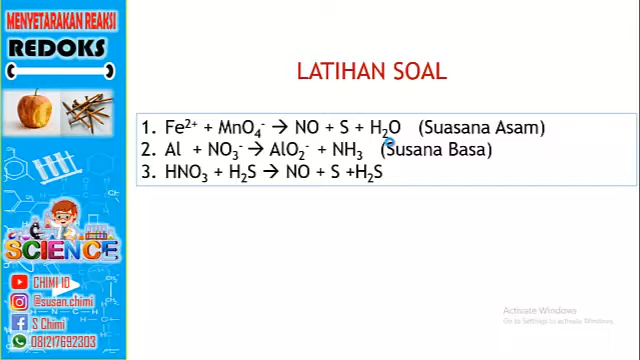 MENYETARAKAN REAKSI
REDOKS
LATIHAN SOAL
1. Fe²⁺ + MnO₄⁻ → NO + S + H₂O (Suasana Asam)
2. Al + NO₃⁻ → AlO₂⁻ + NH₃ (Susana Basa)
3. HNO₃ + H₂S → NO + S +H₂S
SCIENCE
CHIMI 10
@susan.chimi
S Chimi
081217692303
Activate Windows
Go to Settings to activate Windows.